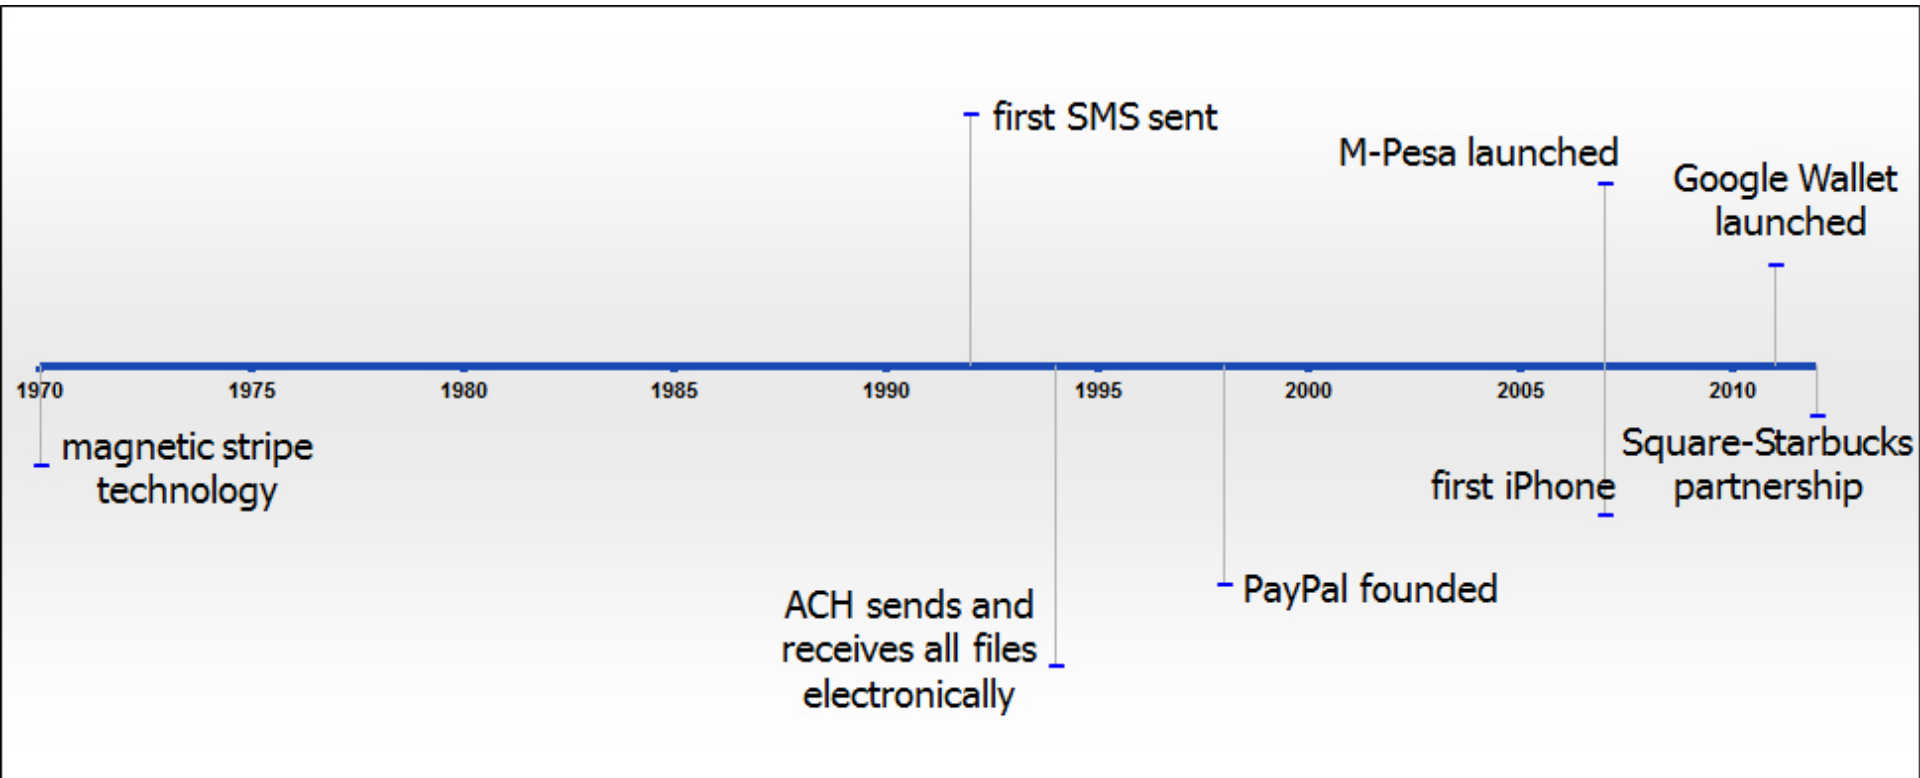 first SMS sent
M-Pesa launched
Google Wallet
launched
1970 1975 1980 1985 1990 1995 2000 2005 2010
magnetic stripe
technology
Square-Starbucks
partnership
first iPhone
PayPal founded
ACH sends and
receives all files
electronically